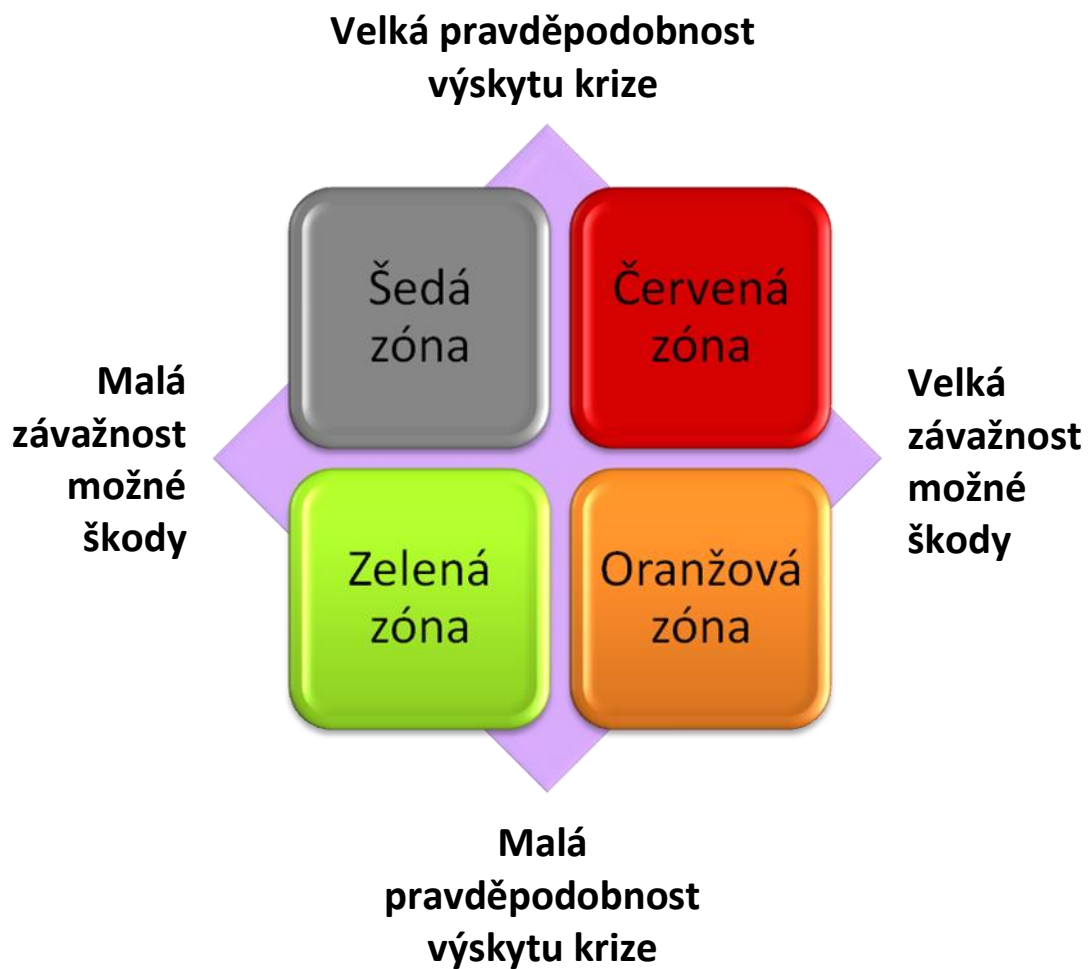 Velká pravděpodobnost
výskytu krize
Šedá
zóna
Červená
zóna
Malá
závažnost
možné
škody
Velká
závažnost
možné
škody
Zelená
zóna
Oranžová
zóna
Malá
pravděpodobnost
výskytu krize